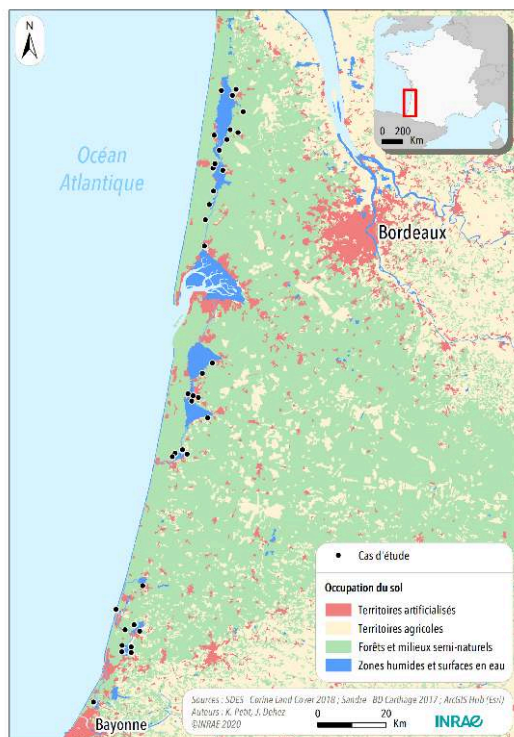 N
0 200
Km
Océan
Atlantique
Bordeaux
Cas d'étude
Occupation du sol
Territoires artificialisés
Territoires agricoles
Forêts et milieux semi-naturels
Zones humides et surfaces en eau
Sources : SDES - Corine Land Cover 2018 ; Sandre - BD Carthage 2017 ; ArcGIS Hub (Esri)
Auteurs : K. Petit, J. Dehez
©INRAE 2020
0 20
Km
INRAE
Bayonne